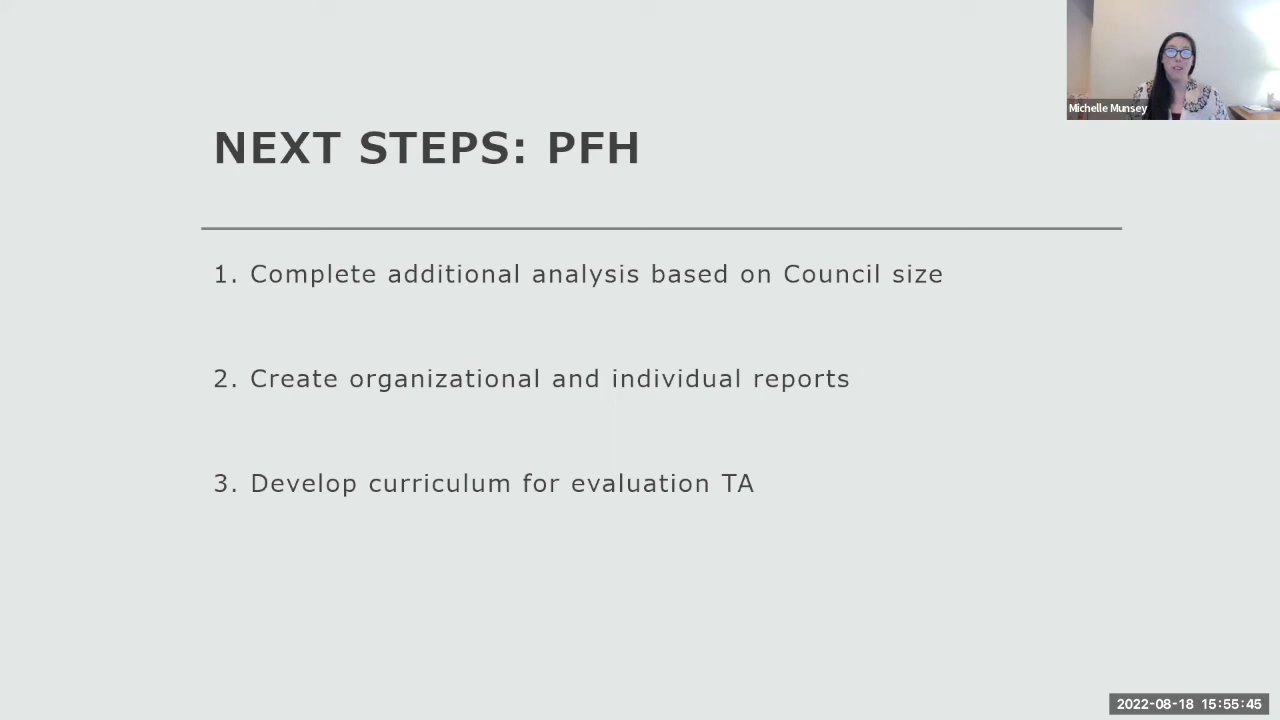 Michelle Munsey
NEXT STEPS: PFH
1. Complete additional analysis based on Council size
2. Create organizational and individual reports
3. Develop curriculum for evaluation TA
2022-08-18 15:55:45